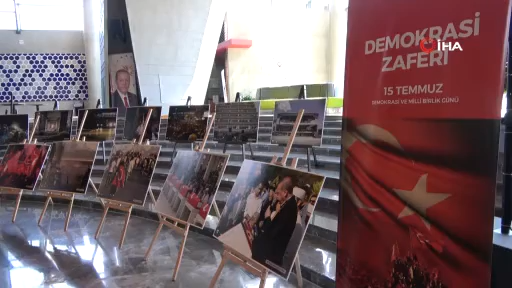 DEMOKRASİ
ZAFERİ
İHA
15 TEMMUZ
DEMOKRASİ VE MİLLİ BİRLİK GÜNÜ